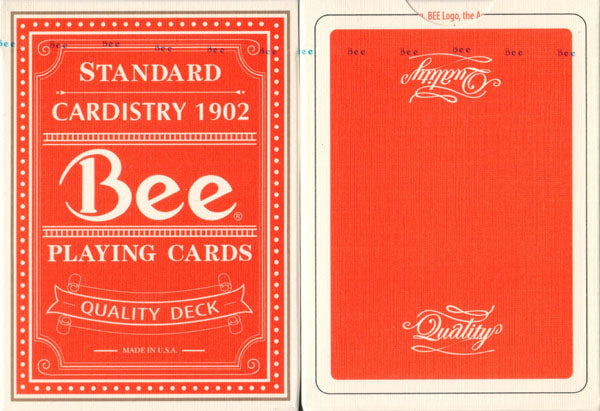 Bee Bee Bee Bee Bee Bee
STANDARD
CARDISTRY 1902
Bee®
PLAYING CARDS
QUALITY DECK
MADE IN U.S.A.
, BEE Logo, the A
Bee Bee Bee Bee Bee
Quality
Quality